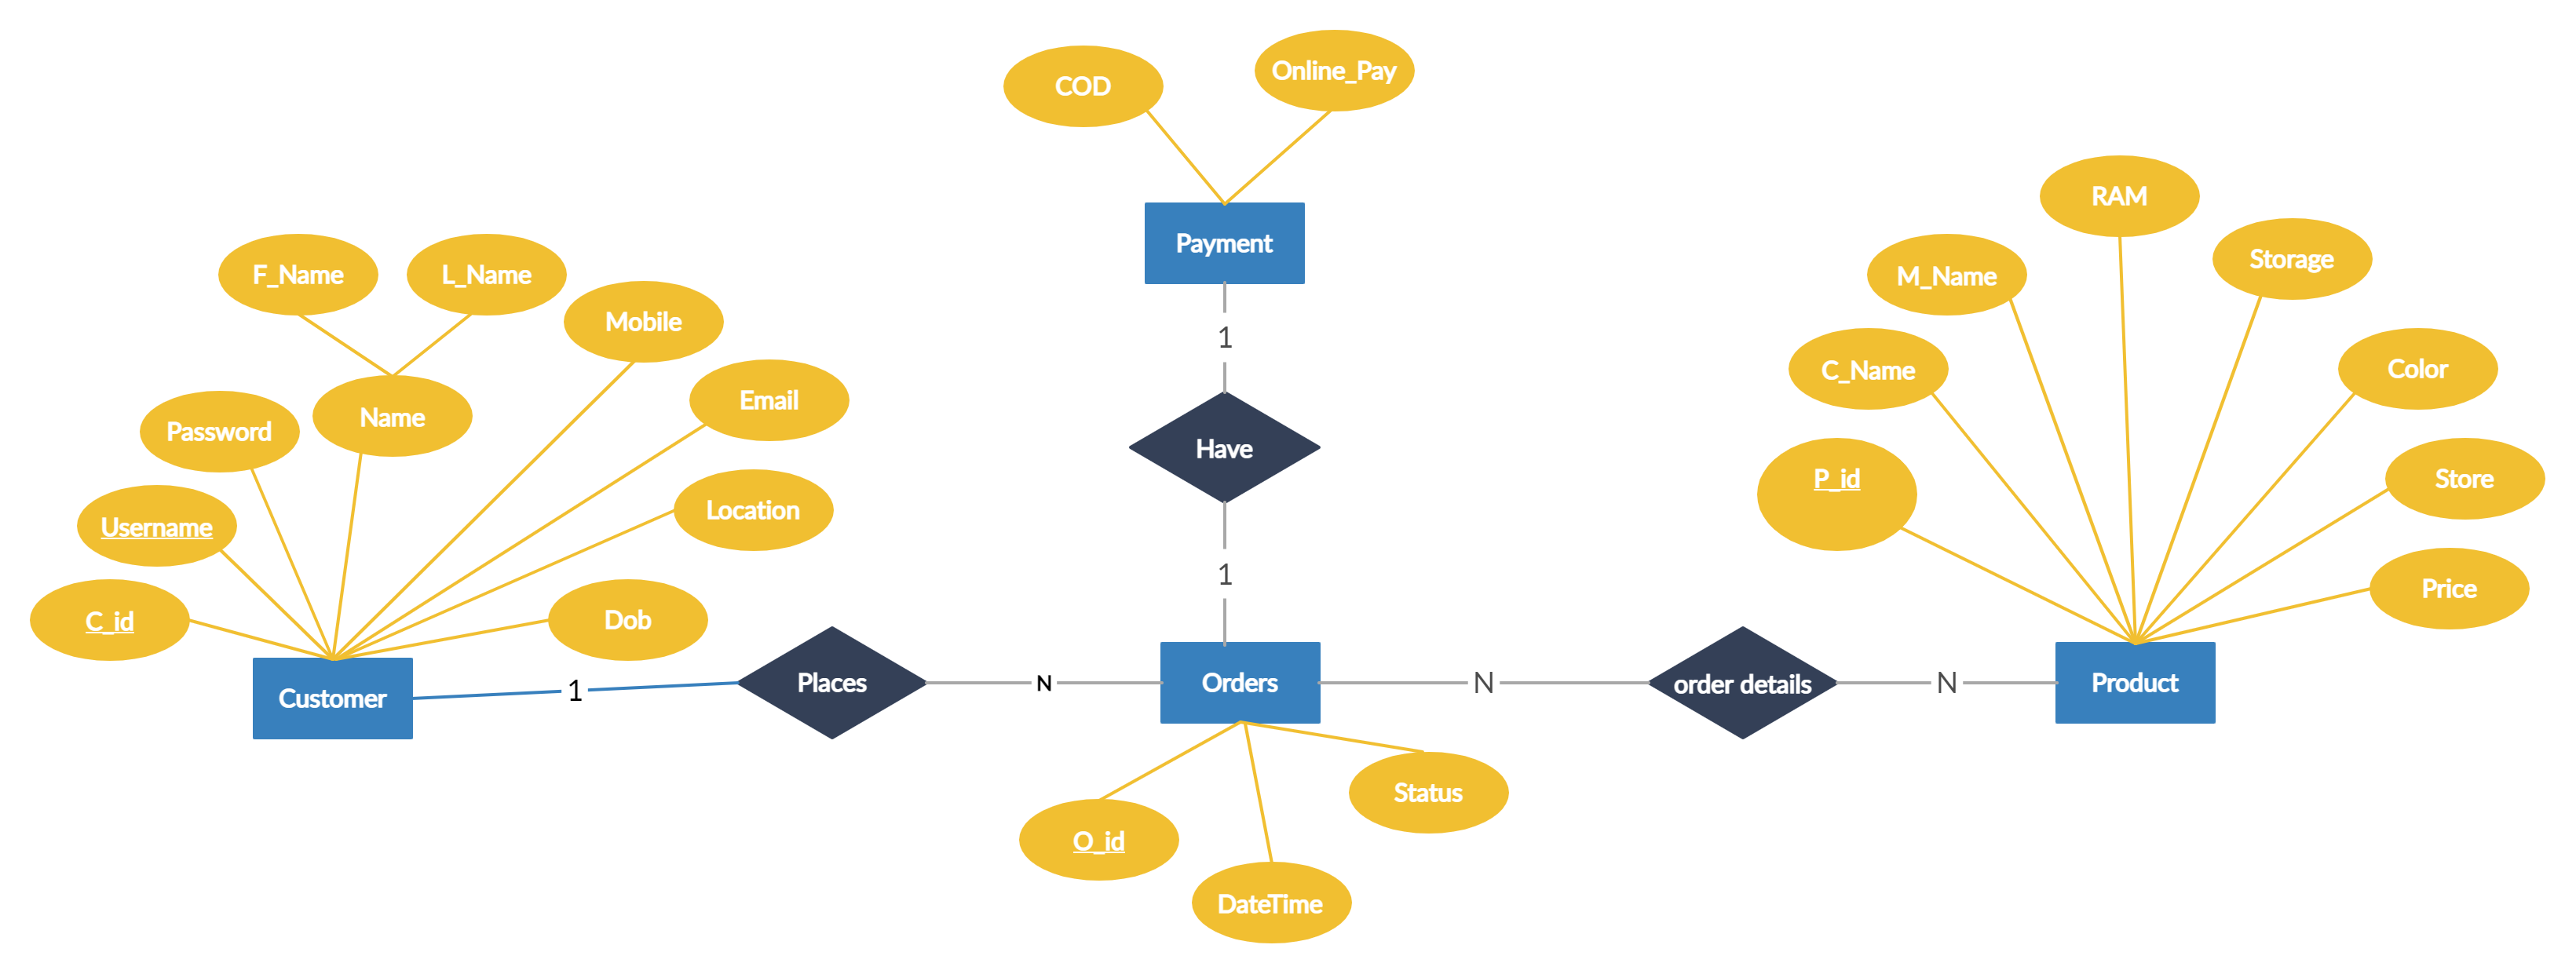 COD
Online_Pay
RAM
Payment
Storage
F_Name
L_Name
M_Name
Mobile
1
C_Name
Color
Email
Name
Password
Have
P_id
Store
Location
Username
1
Price
C_id
Dob
Customer
1
Places
N
Orders
N
order details
N
Product
Status
O_id
DateTime